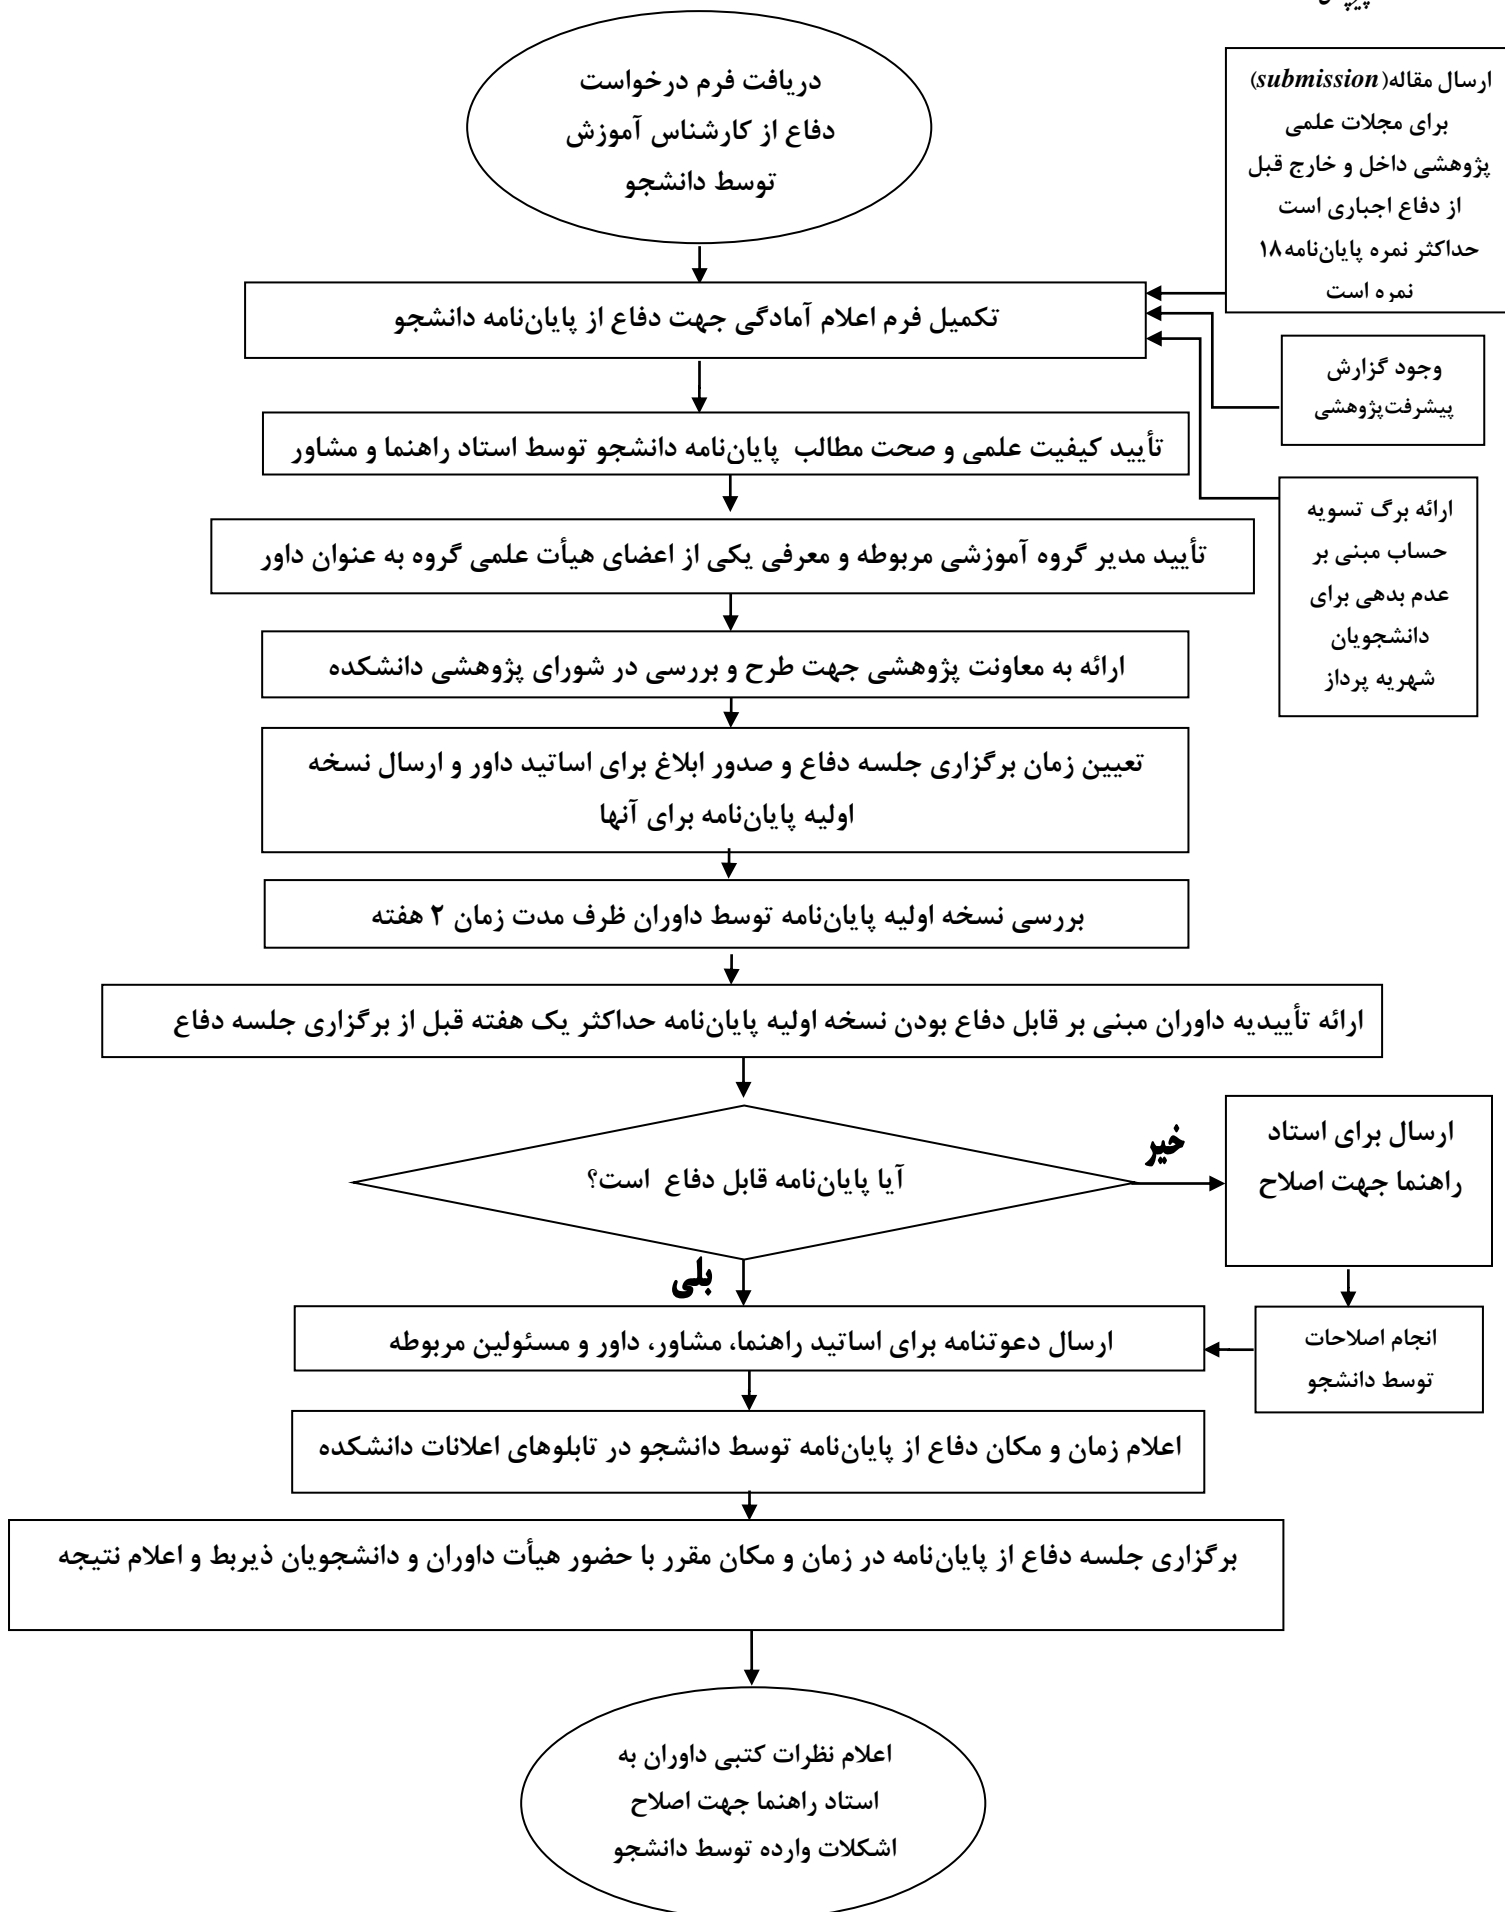 دریافت فرم درخواست
دفاع از کارشناس آموزش
توسط دانشجو
ارسال مقاله(submission)
برای مجلات علمی
پژوهشی داخل و خارج قبل
از دفاع اجباری است
حداکثر نمره پایان‌نامه۱۸
نمره است
تکمیل فرم اعلام آمادگی جهت دفاع از پایان‌نامه دانشجو
وجود گزارش
پیشرفت‌پژوهشی
تأیید کیفیت علمی و صحت مطالب پایان‌نامه دانشجو توسط استاد راهنما و مشاور
ارائه برگ تسویه
حساب مبنی بر
عدم بدهی برای
دانشجویان
شهریه پرداز
تأیید مدیر گروه آموزشی مربوطه و معرفی یکی از اعضای هیأت علمی گروه به عنوان داور
ارائه به معاونت پژوهشی جهت طرح و بررسی در شورای پژوهشی دانشکده
تعیین زمان برگزاری جلسه دفاع و صدور ابلاغ برای اساتید داور و ارسال نسخه
اولیه پایان‌نامه برای آنها
بررسی نسخه اولیه پایان‌نامه توسط داوران ظرف مدت زمان ۲ هفته
ارائه تأییدیه داوران مبنی بر قابل دفاع بودن نسخه اولیه پایان‌نامه حداکثر یک هفته قبل از برگزاری جلسه دفاع
آیا پایان‌نامه قابل دفاع است؟
خیر
ارسال برای استاد
راهنما جهت اصلاح
بلی
ارسال دعوتنامه برای اساتید راهنما، مشاور، داور و مسئولین مربوطه
انجام اصلاحات
توسط دانشجو
اعلام زمان و مکان دفاع از پایان‌نامه توسط دانشجو در تابلوهای اعلانات دانشکده
برگزاری جلسه دفاع از پایان‌نامه در زمان و مکان مقرر با حضور هیأت داوران و دانشجویان ذیربط و اعلام نتیجه
اعلام نظرات کتبی داوران به
استاد راهنما جهت اصلاح
اشکلات وارده توسط دانشجو